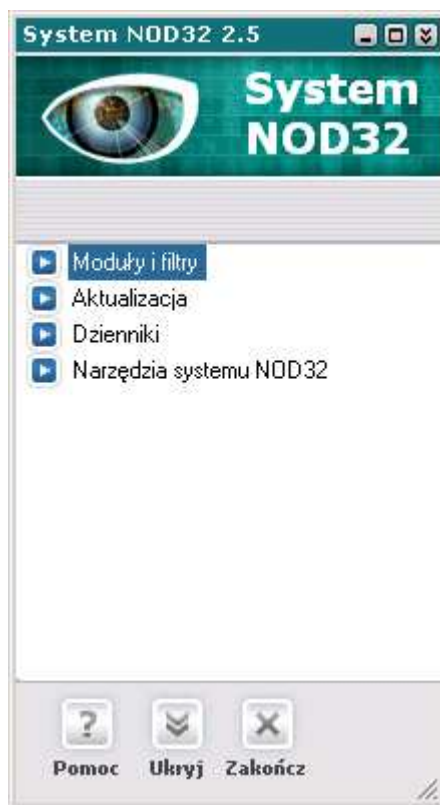 System NOD32 2.5
System
NOD32
Moduły i filtry
Aktualizacja
Dzienniki
Narzędzia systemu NOD32
?
Pomoc Ukryj Zakończ